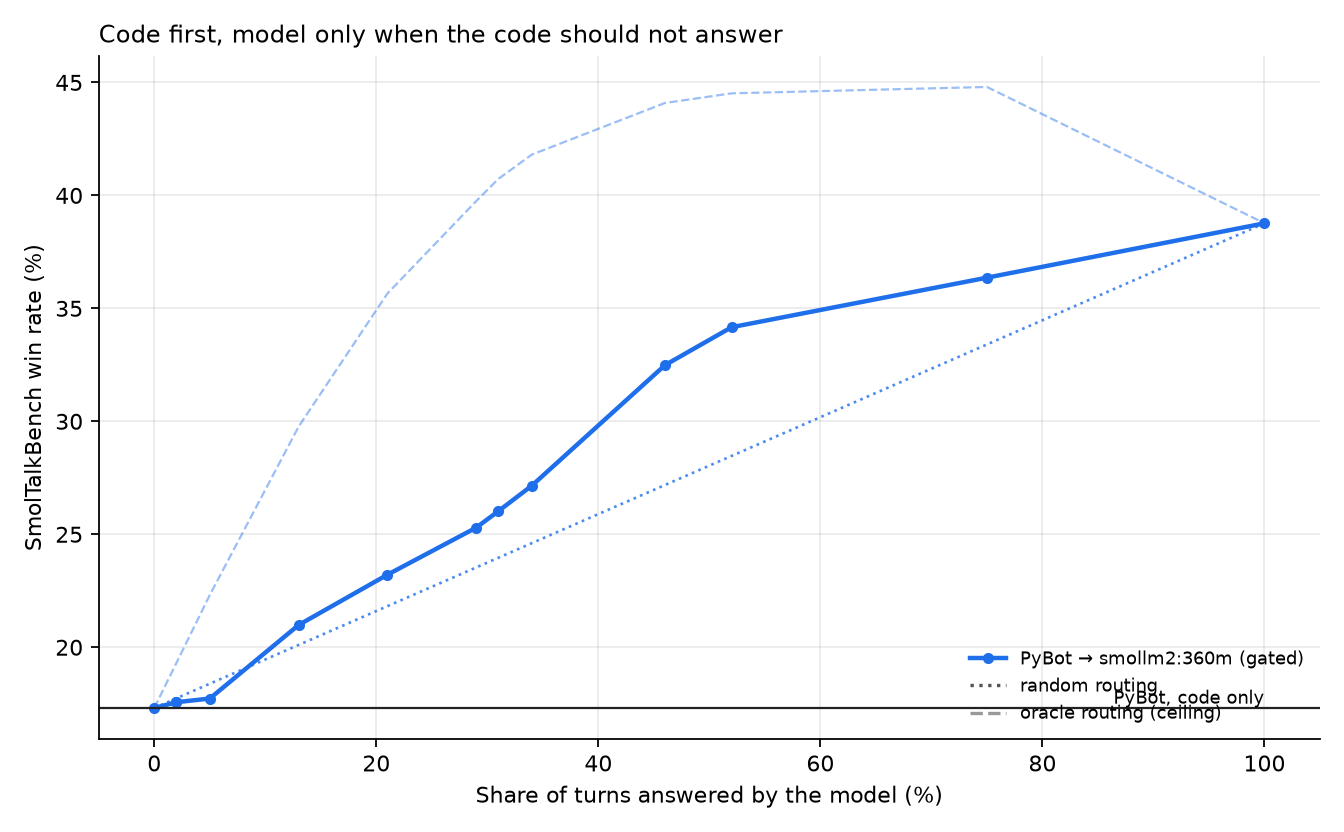 Code first, model only when the code should not answer
SmolTalkBench win rate (%)
45
40
35
30
25
20
PyBot → smollm2:360m (gated)
random routing
PyBot, code only
oracle routing (ceiling)
0 20 40 60 80 100
Share of turns answered by the model (%)